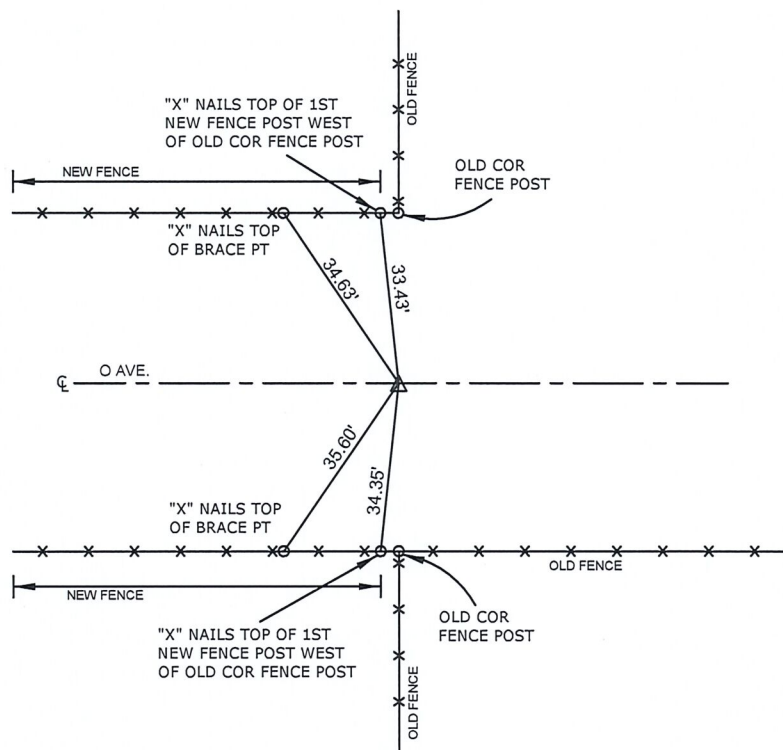 OLD FENCE
"X" NAILS TOP OF 1ST
NEW FENCE POST WEST
OF OLD COR FENCE POST
OLD COR
FENCE POST
NEW FENCE
"X" NAILS TOP
OF BRACE PT
34.63'
33.43'
℄ O AVE.
35.60'
34.35'
"X" NAILS TOP
OF BRACE PT
OLD FENCE
NEW FENCE
OLD COR
FENCE POST
"X" NAILS TOP OF 1ST
NEW FENCE POST WEST
OF OLD COR FENCE POST
OLD FENCE